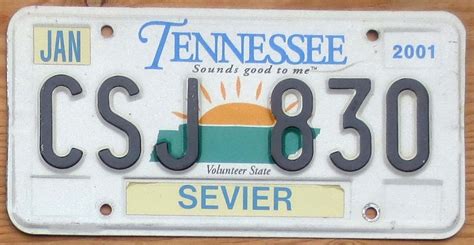 JAN TENNESSEE 2001
Sounds good to me™
CSJ 830
Volunteer State
SEVIER